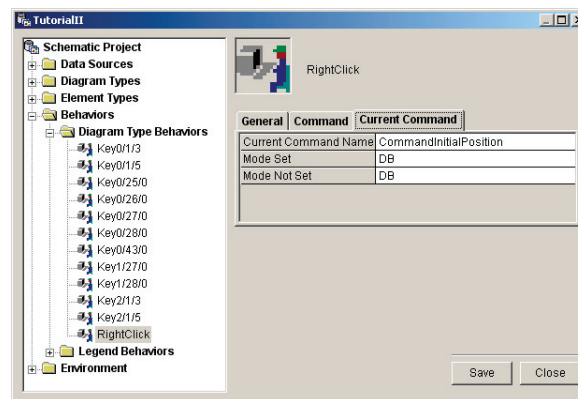 TutorialII
Schematic Project
Data Sources
Diagram Types
Element Types
Behaviors
Diagram Type Behaviors
Key0/1/3
Key0/1/5
Key0/25/0
Key0/26/0
Key0/27/0
Key0/28/0
Key0/43/0
Key1/27/0
Key1/28/0
Key2/1/3
Key2/1/5
RightClick
Legend Behaviors
Environment
RightClick
General Command Current Command
Current Command Name CommandInitialPosition
Mode Set DB
Mode Not Set DB
Save Close